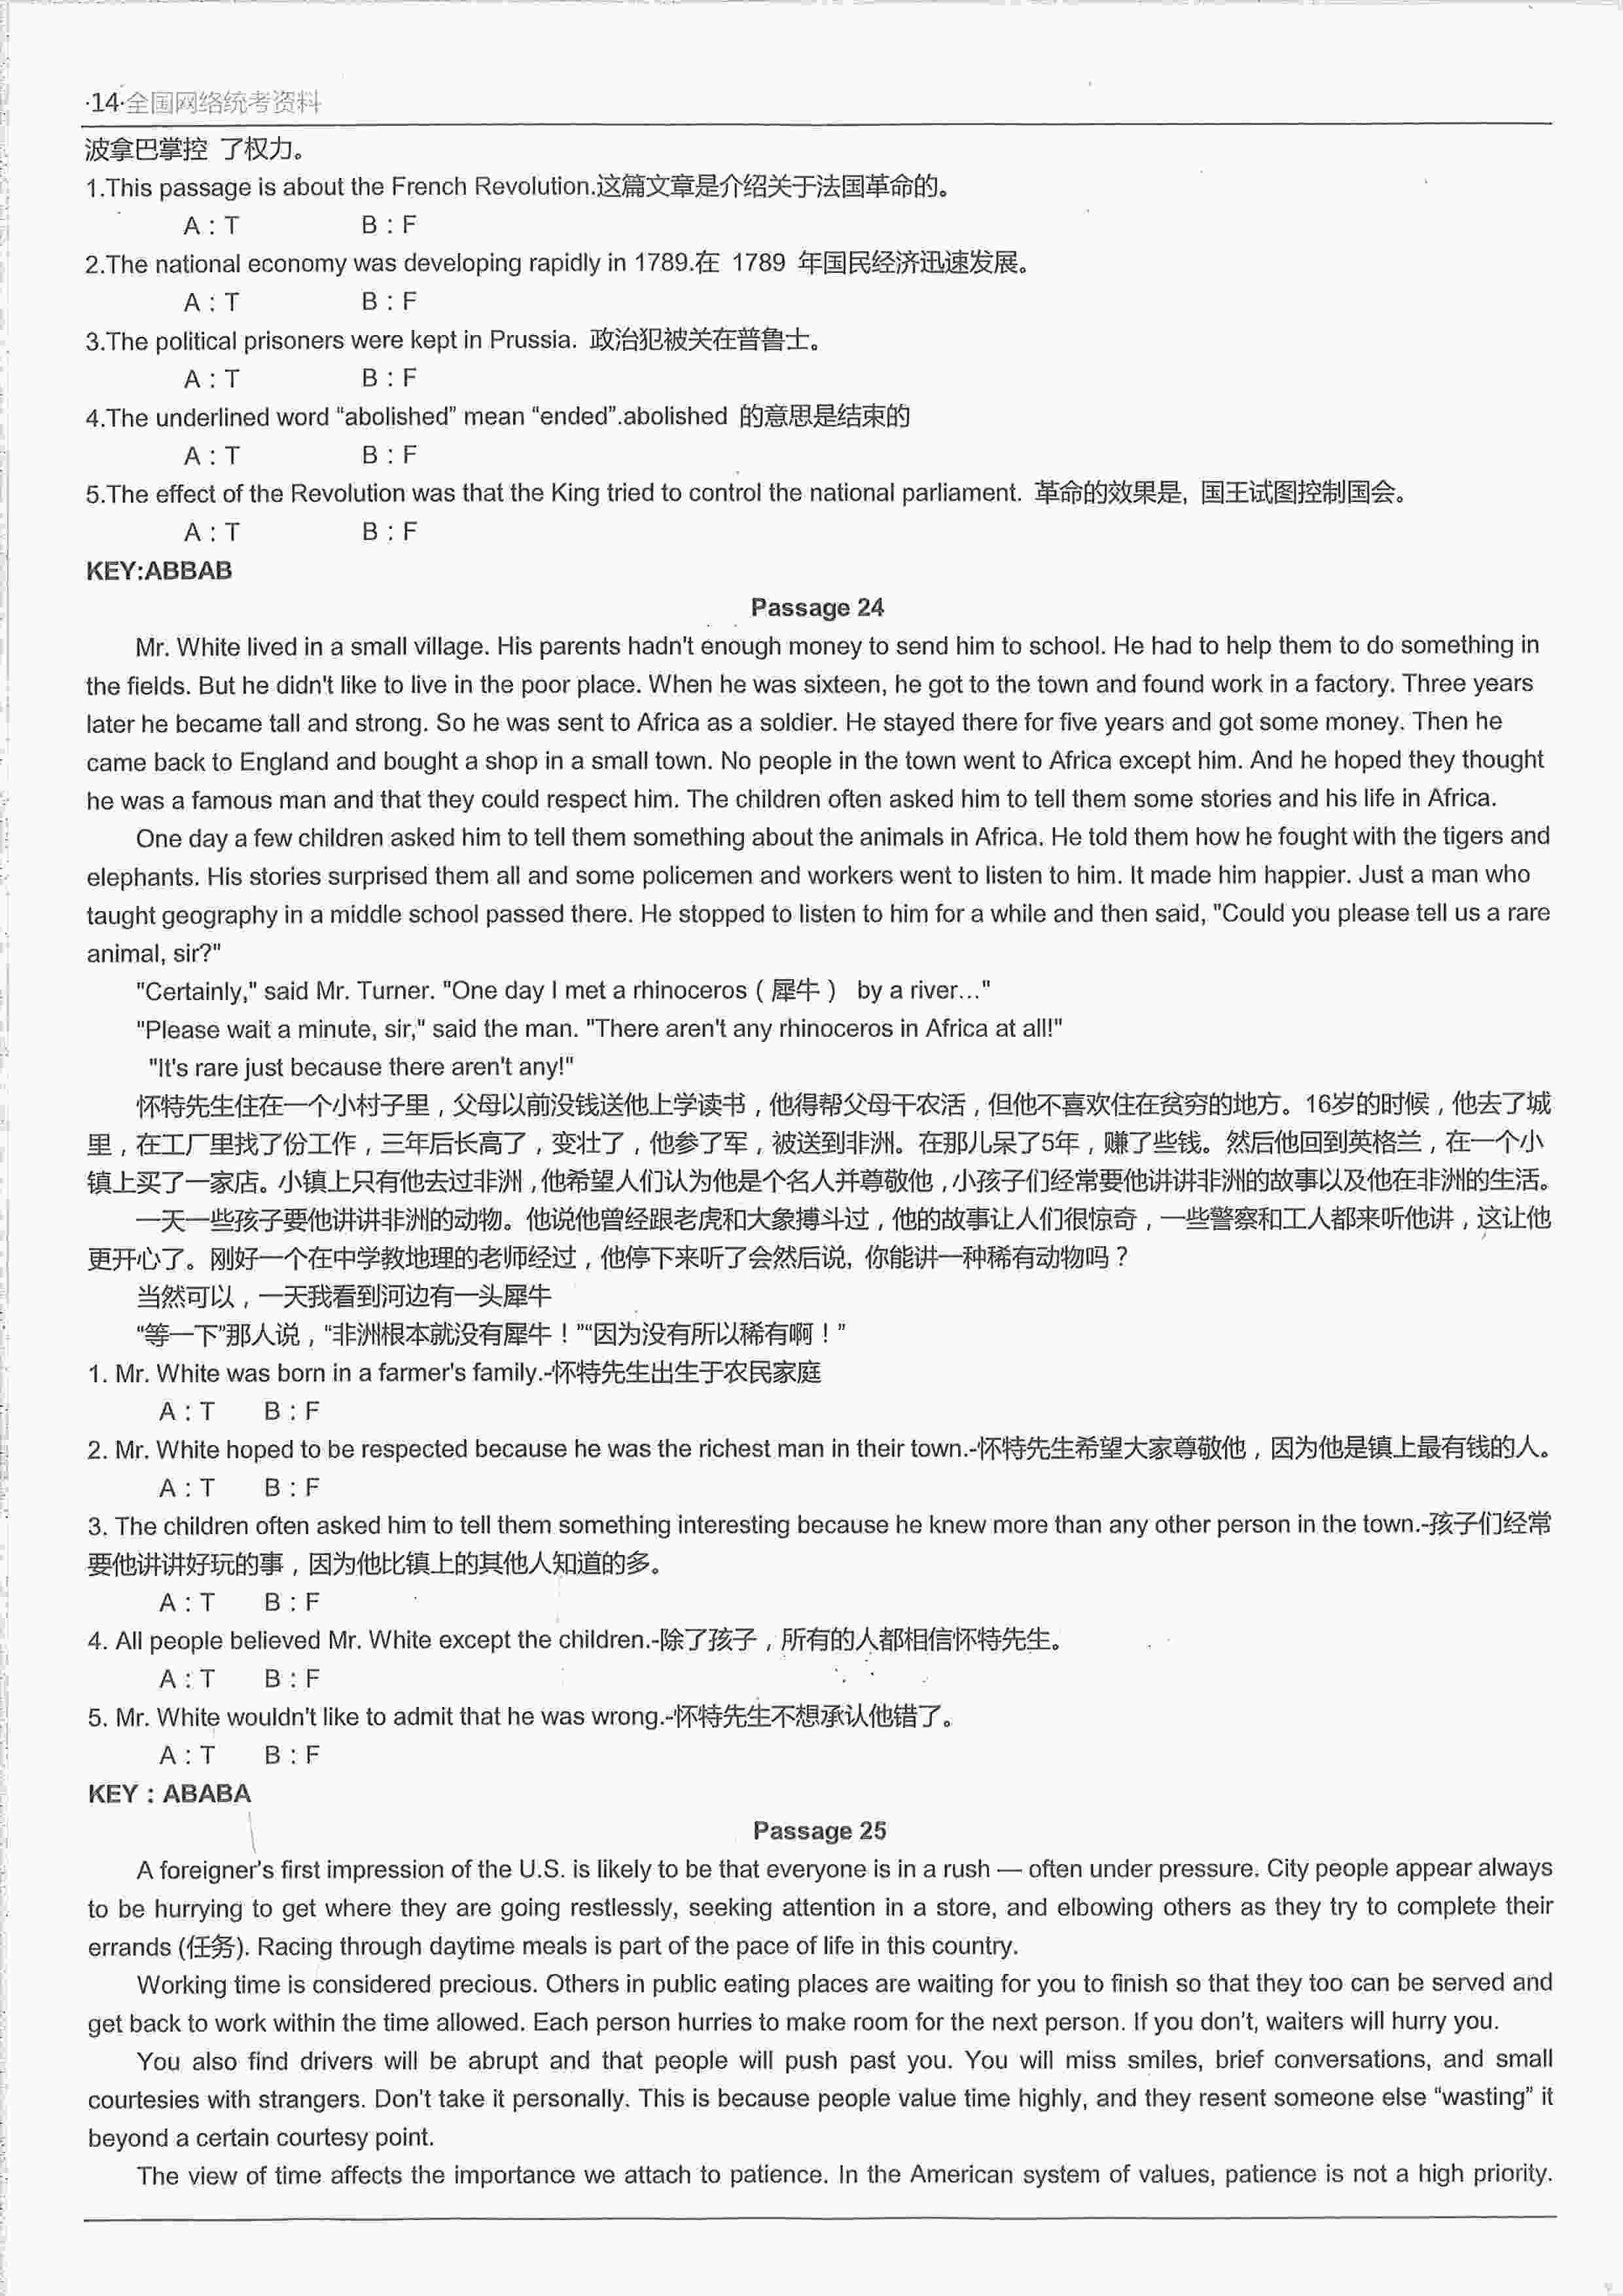 ·14·全国网络统考资料
波拿巴掌控 了权力。
1.This passage is about the French Revolution.这篇文章是介绍关于法国革命的。
A : T B : F
2.The national economy was developing rapidly in 1789.在 1789 年国民经济迅速发展。
A : T B : F
3.The political prisoners were kept in Prussia. 政治犯被关在普鲁士。
A : T B : F
4.The underlined word “abolished” mean “ended”.abolished 的意思是结束的
A : T B : F
5.The effect of the Revolution was that the King tried to control the national parliament. 革命的效果是, 国王试图控制国会。
A : T B : F
KEY:ABBAB
Passage 24
Mr. White lived in a small village. His parents hadn't enough money to send him to school. He had to help them to do something in
the fields. But he didn't like to live in the poor place. When he was sixteen, he got to the town and found work in a factory. Three years
later he became tall and strong. So he was sent to Africa as a soldier. He stayed there for five years and got some money. Then he
came back to England and bought a shop in a small town. No people in the town went to Africa except him. And he hoped they thought
he was a famous man and that they could respect him. The children often asked him to tell them some stories and his life in Africa.
One day a few children asked him to tell them something about the animals in Africa. He told them how he fought with the tigers and
elephants. His stories surprised them all and some policemen and workers went to listen to him. It made him happier. Just a man who
taught geography in a middle school passed there. He stopped to listen to him for a while and then said, "Could you please tell us a rare
animal, sir?"
"Certainly," said Mr. Turner. "One day I met a rhinoceros ( 犀牛 ) by a river..."
"Please wait a minute, sir," said the man. "There aren't any rhinoceros in Africa at all!"
"It's rare just because there aren't any!"
怀特先生住在一个小村子里，父母以前没钱送他上学读书，他得帮父母干农活，但他不喜欢住在贫穷的地方。16岁的时候，他去了城
里，在工厂里找了份工作，三年后长高了，变壮了，他参了军，被送到非洲。在那儿呆了5年，赚了些钱。然后他回到英格兰，在一个小
镇上买了一家店。小镇上只有他去过非洲，他希望人们认为他是个名人并尊敬他，小孩子们经常要他讲讲非洲的故事以及他在非洲的生活。
一天一些孩子要他讲讲非洲的动物。他说他曾经跟老虎和大象搏斗过，他的故事让人们很惊奇，一些警察和工人都来听他讲，这让他
更开心了。刚好一个在中学教地理的老师经过，他停下来听了会然后说, 你能讲一种稀有动物吗？
当然可以，一天我看到河边有一头犀牛
“等一下”那人说，“非洲根本就没有犀牛！”“因为没有所以稀有啊！”
1. Mr. White was born in a farmer's family.-怀特先生出生于农民家庭
A : T B : F
2. Mr. White hoped to be respected because he was the richest man in their town.-怀特先生希望大家尊敬他，因为他是镇上最有钱的人。
A : T B : F
3. The children often asked him to tell them something interesting because he knew more than any other person in the town.-孩子们经常
要他讲讲好玩的事，因为他比镇上的其他人知道的多。
A : T B : F
4. All people believed Mr. White except the children.-除了孩子，所有的人都相信怀特先生。
A : T B : F
5. Mr. White wouldn't like to admit that he was wrong.-怀特先生不想承认他错了。
A : T B : F
KEY : ABABA
Passage 25
A foreigner's first impression of the U.S. is likely to be that everyone is in a rush — often under pressure. City people appear always
to be hurrying to get where they are going restlessly, seeking attention in a store, and elbowing others as they try to complete their
errands (任务). Racing through daytime meals is part of the pace of life in this country.
Working time is considered precious. Others in public eating places are waiting for you to finish so that they too can be served and
get back to work within the time allowed. Each person hurries to make room for the next person. If you don't, waiters will hurry you.
You also find drivers will be abrupt and that people will push past you. You will miss smiles, brief conversations, and small
courtesies with strangers. Don't take it personally. This is because people value time highly, and they resent someone else “wasting” it
beyond a certain courtesy point.
The view of time affects the importance we attach to patience. In the American system of values, patience is not a high priority.